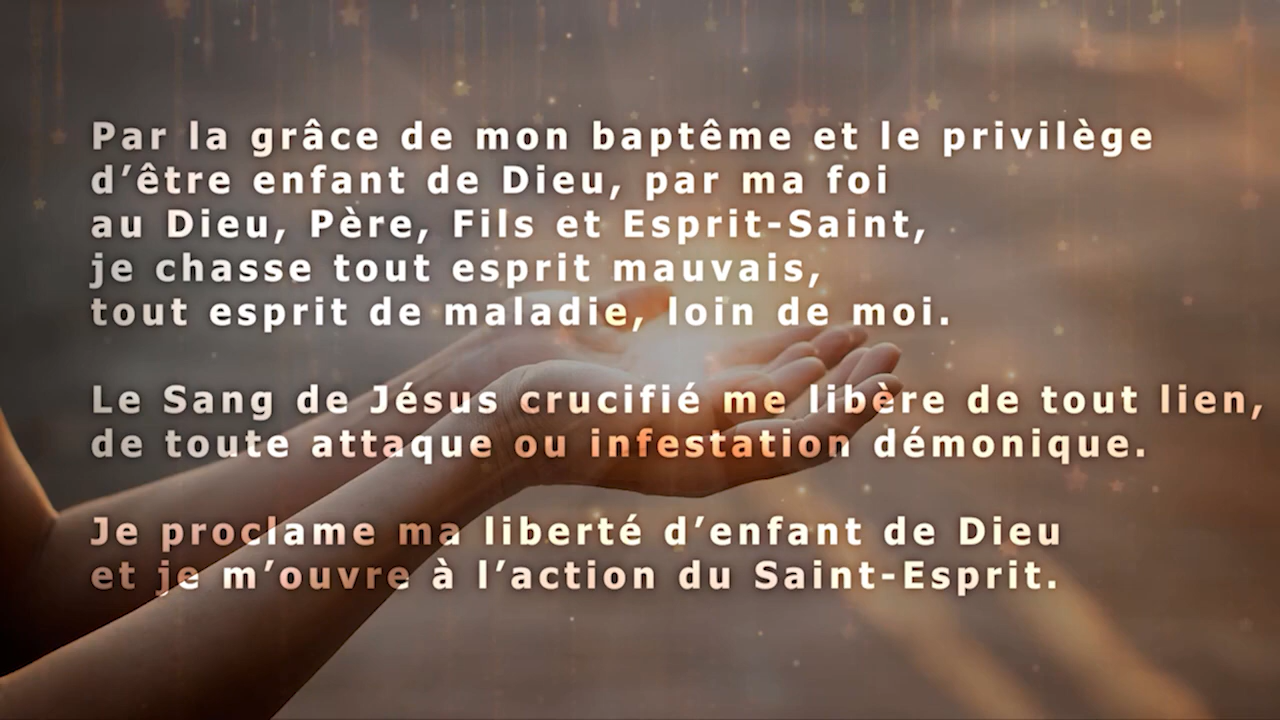 Par la grâce de mon baptême et le privilège
d’être enfant de Dieu, par ma foi
au Dieu, Père, Fils et Esprit-Saint,
je chasse tout esprit mauvais,
tout esprit de maladie, loin de moi.
Le Sang de Jésus crucifié me libère de tout lien,
de toute attaque ou infestation démonique.
Je proclame ma liberté d’enfant de Dieu
et je m’ouvre à l’action du Saint-Esprit.